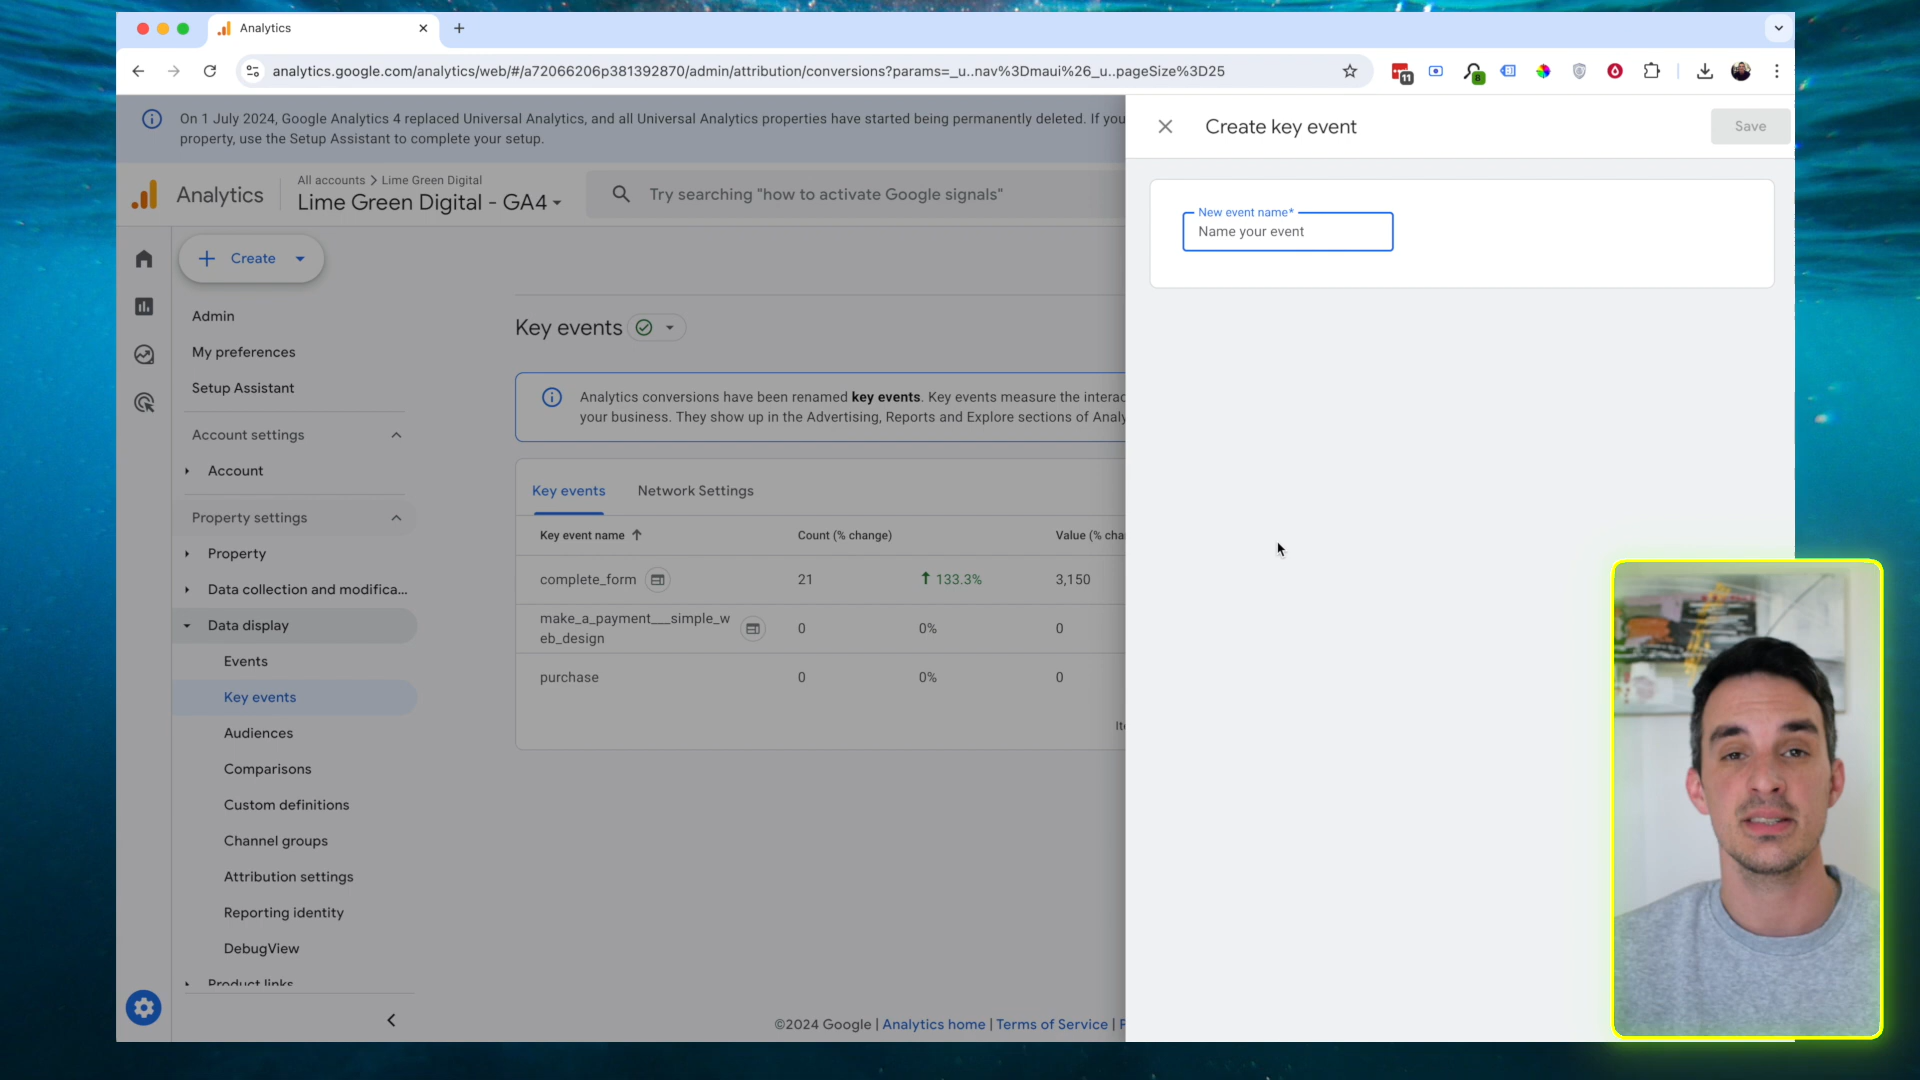 Analytics
analytics.google.com/analytics/web/#/a72066206p381392870/admin/attribution/conversions?params=_u..nav%3Dmaui%26_u..pageSize%3D25
11
8
On 1 July 2024, Google Analytics 4 replaced Universal Analytics, and all Universal Analytics properties have started being permanently deleted. If you
property, use the Setup Assistant to complete your setup.
Create key event
Save
Analytics
All accounts > Lime Green Digital
Lime Green Digital - GA4
Try searching "how to activate Google signals"
New event name*
Name your event
Create
Admin
My preferences
Setup Assistant
Account settings
Account
Property settings
Property
Data collection and modifica...
Data display
Events
Key events
Audiences
Comparisons
Custom definitions
Channel groups
Attribution settings
Reporting identity
DebugView
Product links
Key events
Analytics conversions have been renamed key events. Key events measure the interac
your business. They show up in the Advertising, Reports and Explore sections of Analy
Key events Network Settings
Key event name Count (% change) Value (% cha
complete_form 21 133.3% 3,150
make_a_payment___simple_w
eb_design 0 0% 0
purchase 0 0% 0
Ite
©2024 Google | Analytics home | Terms of Service | P